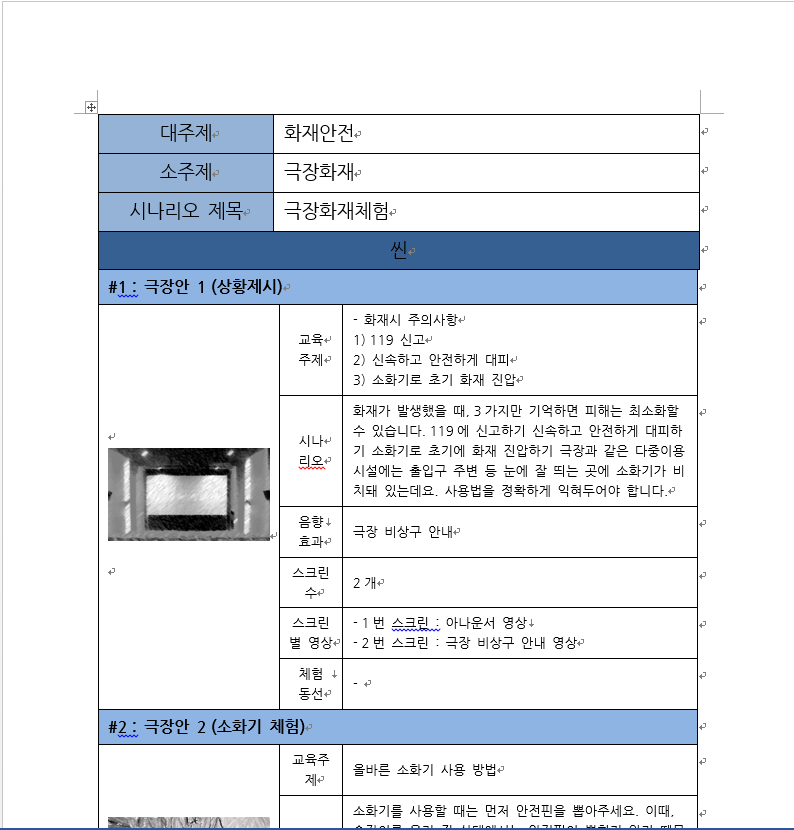 대주제
화재안전
소주제
극장화재
시나리오 제목
극장화재체험
씬
#1 : 극장안 1 (상황제시)
교육
주제
- 화재시 주의사항
1) 119 신고
2) 신속하고 안전하게 대피
3) 소화기로 초기 화재 진압
시나
리오
화재가 발생했을 때, 3가지만 기억하면 피해는 최소화할
수 있습니다. 119에 신고하기 신속하고 안전하게 대피하
기 소화기로 초기에 화재 진압하기 극장과 같은 다중이용
시설에는 출입구 주변 등 눈에 잘 띄는 곳에 소화기가 비
치돼 있는데요. 사용법을 정확하게 익혀두어야 합니다.
음향
효과
극장 비상구 안내
스크린
수
2개
스크린
별 영상
- 1번 스크린 : 아나운서 영상
- 2번 스크린 : 극장 비상구 안내 영상
체험
동선
-
#2 : 극장안 2 (소화기 체험)
교육주
제
올바른 소화기 사용 방법
소화기를 사용할 때는 먼저 안전핀을 뽑아주세요. 이때,